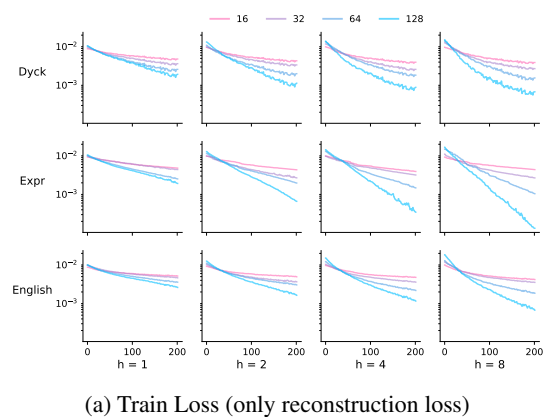 16 32 64 128
Dyck
10⁻²
10⁻³
Expr
10⁻²
10⁻³
English
10⁻²
10⁻³
0 100 200 0 100 200 0 100 200 0 100 200
h = 1 h = 2 h = 4 h = 8
(a) Train Loss (only reconstruction loss)